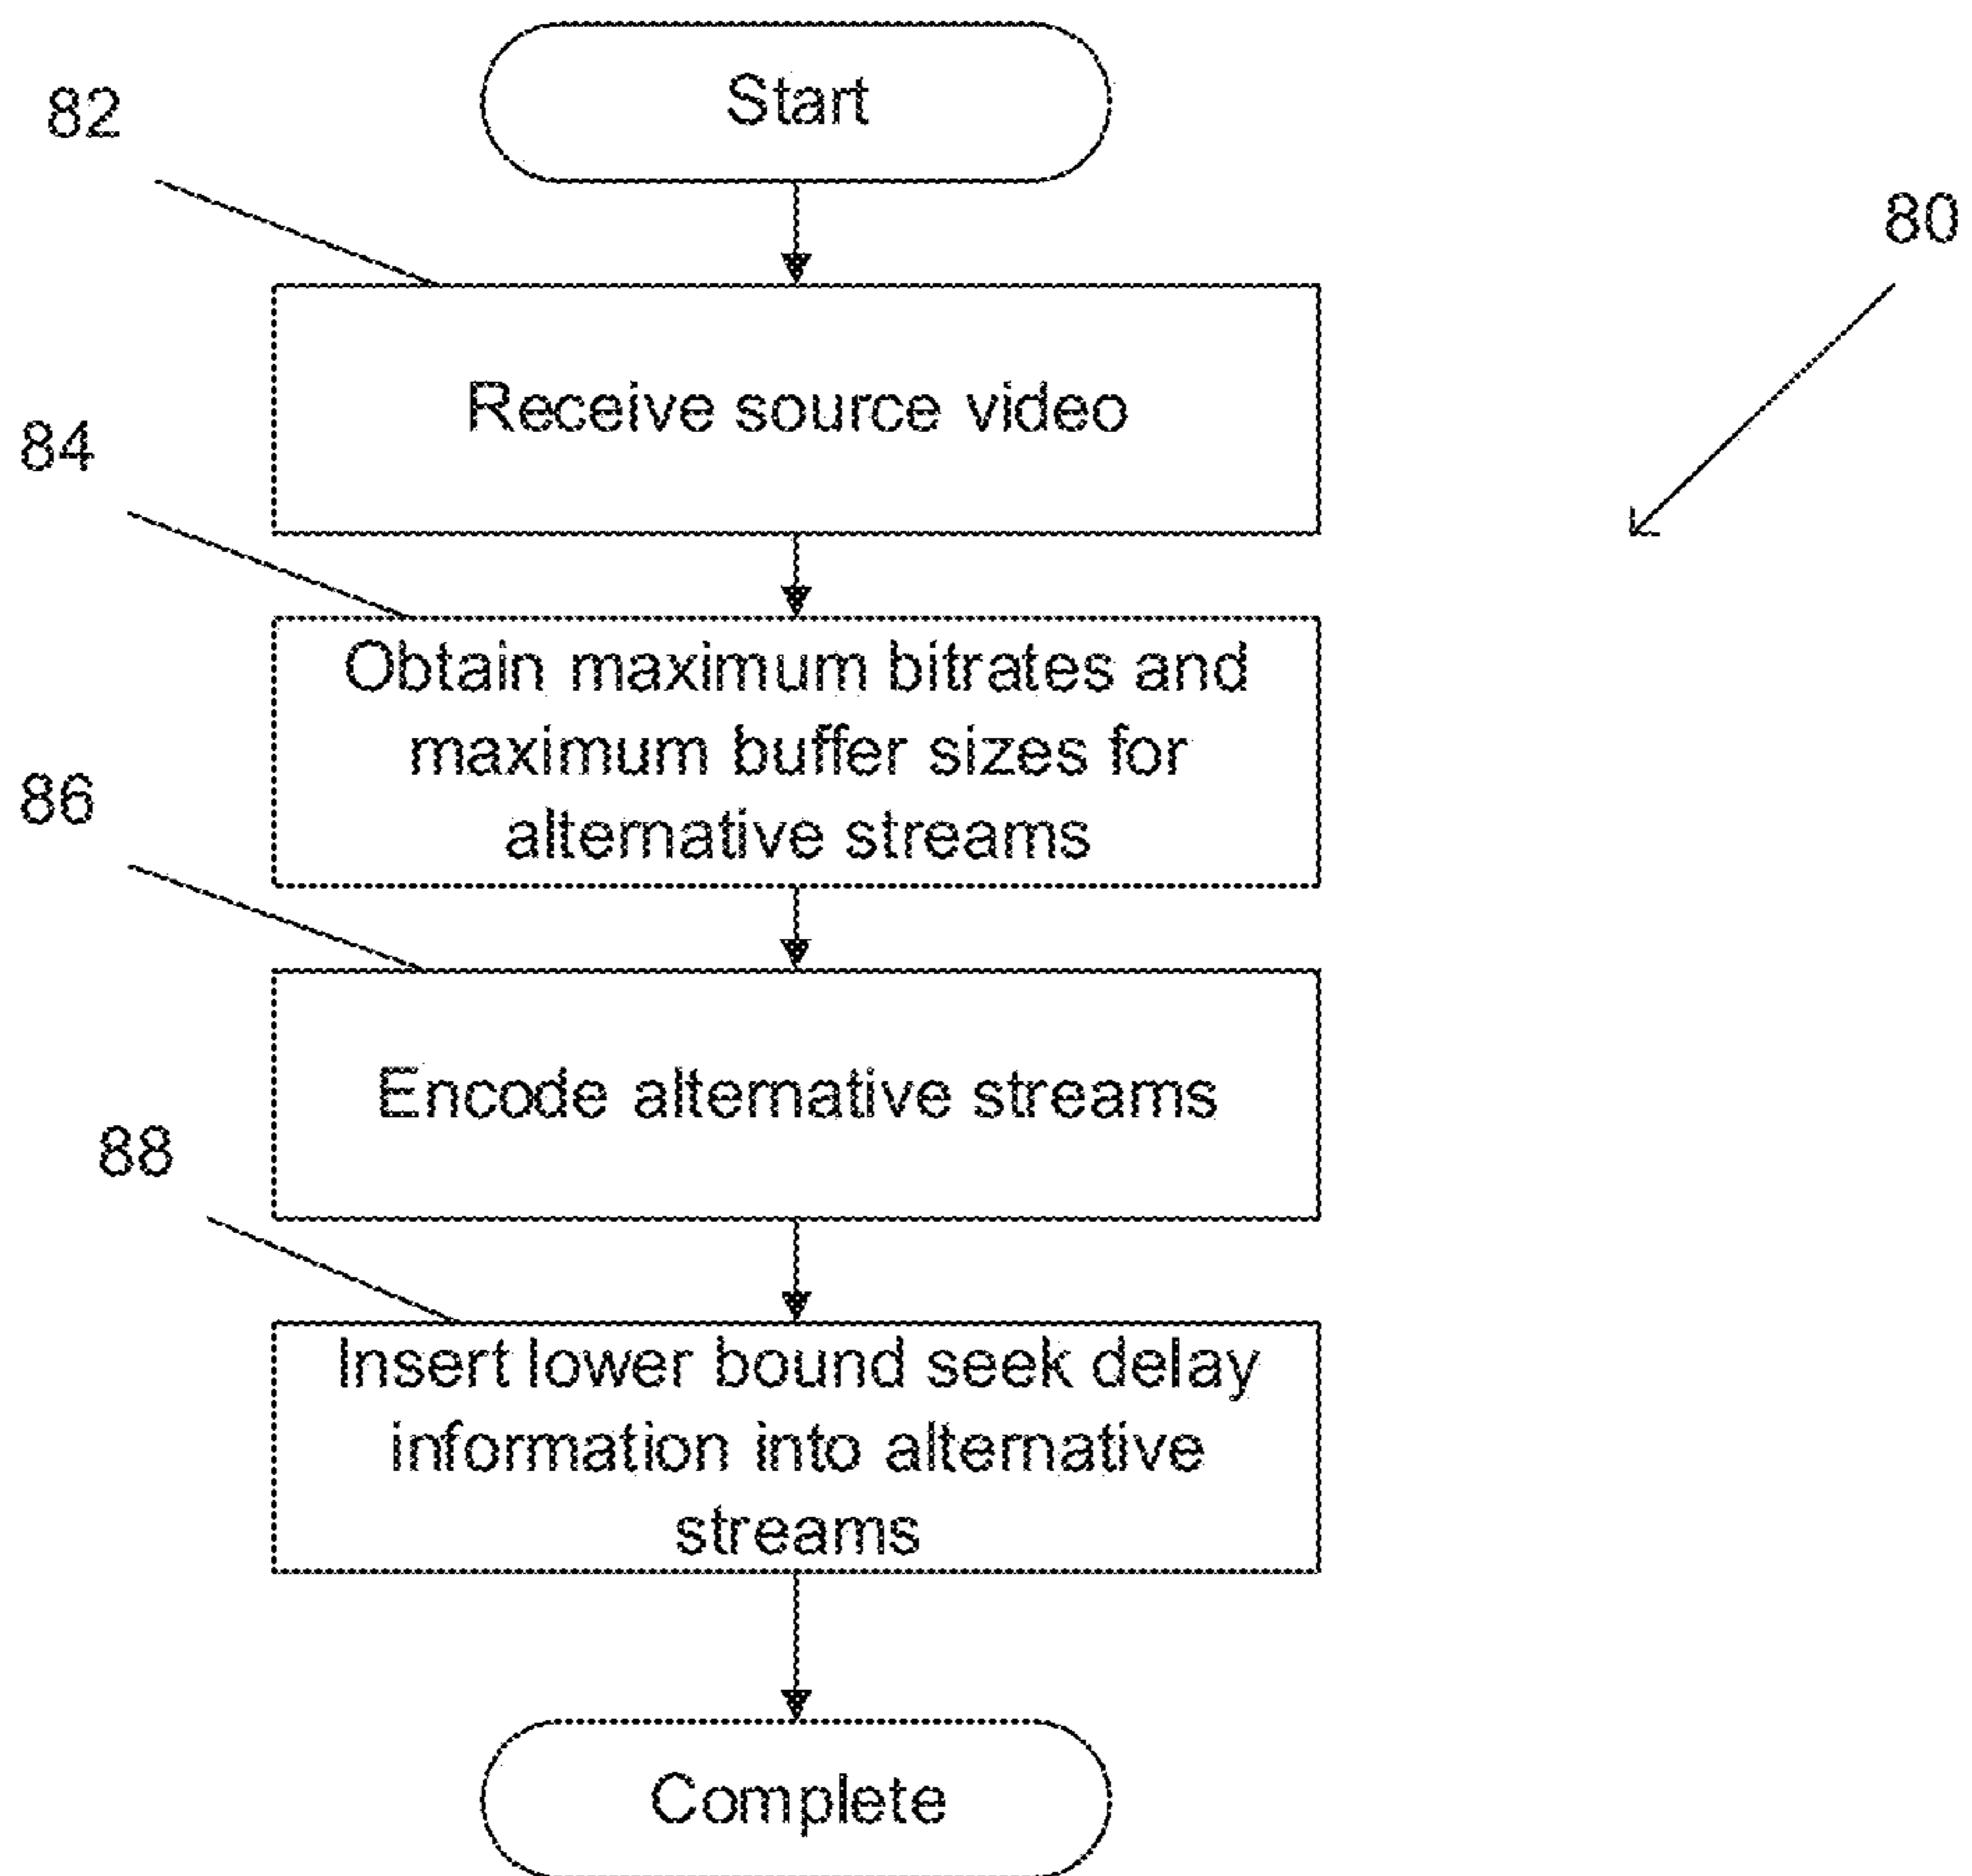 Start
82
80
Receive source video
84
Obtain maximum bitrates and
maximum buffer sizes for
alternative streams
86
Encode alternative streams
88
Insert lower bound seek delay
information into alternative
streams
Complete